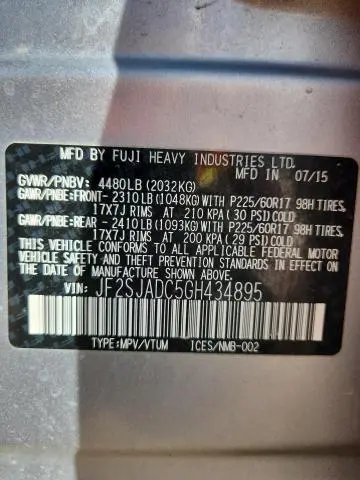 MFD BY FUJI HEAVY INDUSTRIES LTD.
MFD IN 07/15
GVWR/PNBV: 4480LB (2032KG)
GAWR/PNBE:FRONT-2310LB (1048KG) WITH P225/60R17 98H TIRES,
17X7J RIMS AT 210 KPA (30 PSI) COLD
GAWR/PNBE:REAR -2410LB (1093KG) WITH P225/60R17 98H TIRES,
17X7J RIMS AT 200 KPA (29 PSI) COLD
THIS VEHICLE CONFORMS TO ALL APPLICABLE FEDERAL MOTOR
VEHICLE SAFETY, BUMPER, AND THEFT PREVENTION STANDARDS
IN EFFECT ON THE DATE OF MANUFACTURE SHOWN ABOVE.
VIN: JF2SJADC5GH434895
TYPE:MPV/VTUM ICES/NMB-002